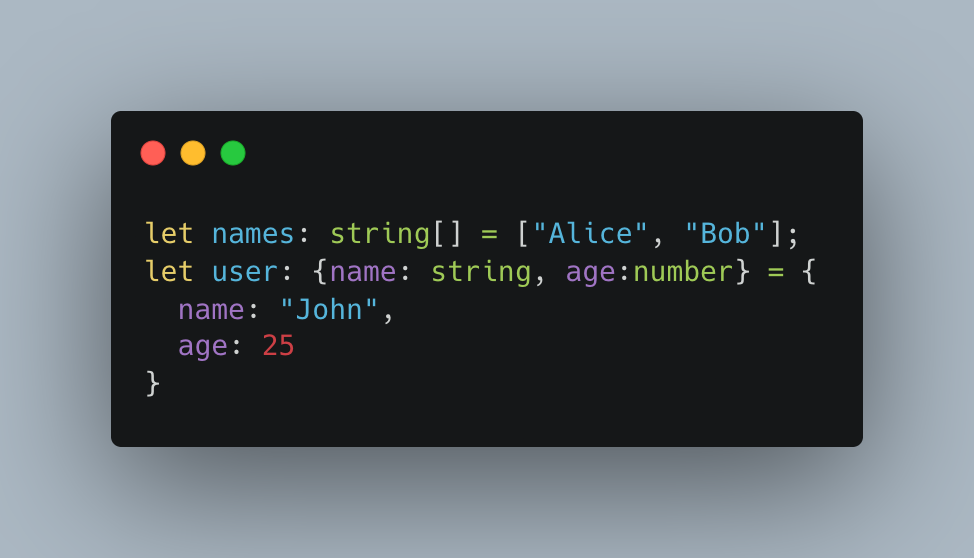 let names: string[] = ["Alice", "Bob"];
let user: {name: string, age:number} = {
  name: "John",
  age: 25
}